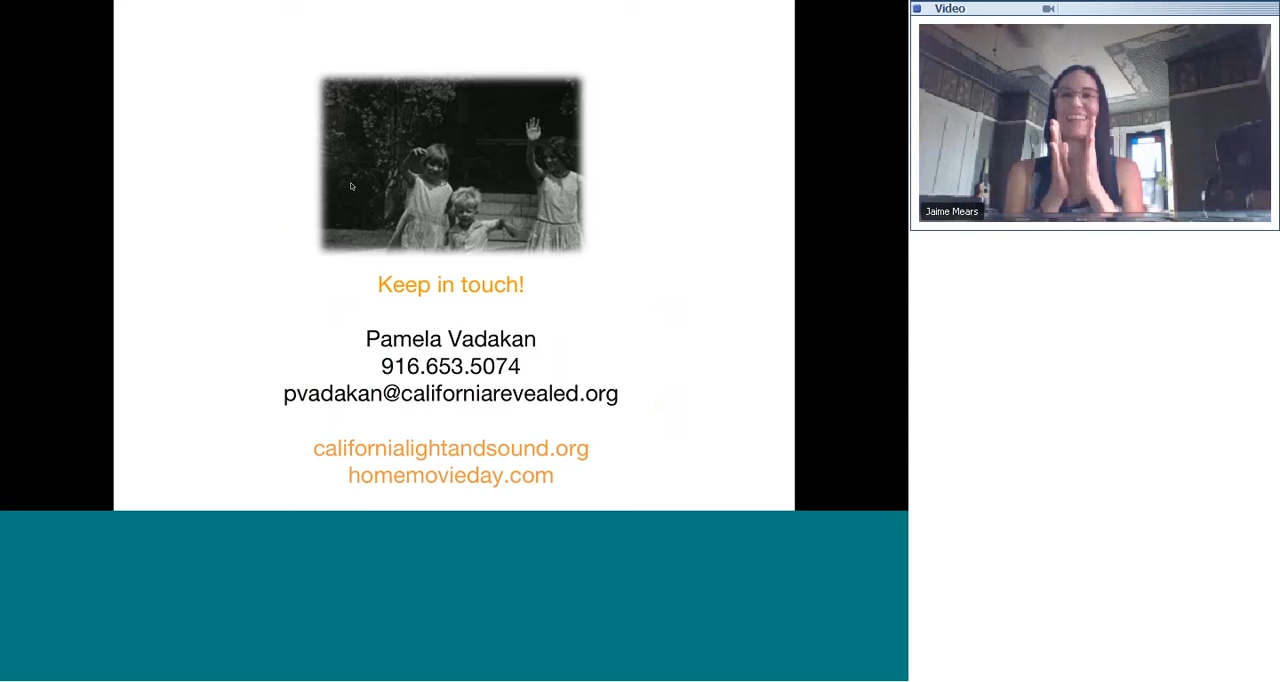 Video
Jaime Mears
Keep in touch!
Pamela Vadakan
916.653.5074
pvadakan@californiarevealed.org
californialightandsound.org
homemovieday.com